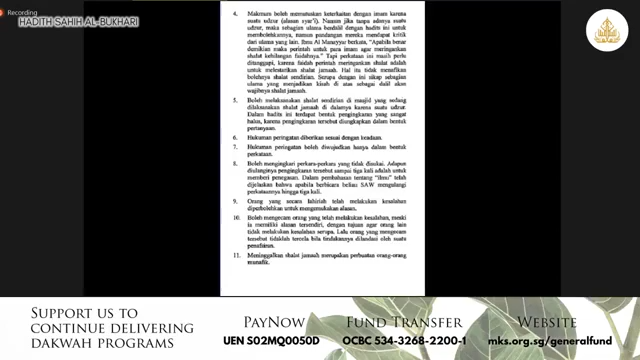 Recording
HADITH SAHIH AL-BUKHARI
4. Makmum boleh memutuskan keterkaitan dengan imam karena
suatu udzur (alasan syar'i). Namun jika tanpa adanya suatu
udzur, maka sebagian ulama berdalil dengan hadits ini untuk
membolehkannya, namun pandangan mereka mendapat kritik
dari ulama yang lain. Ibnu Al Manayyar berkata, "Apabila benar
demikian maka perintah untuk para imam agar meringankan
shalat kehilangan faidahnya." Tapi perkataan ini masih perlu
ditanggapi, karena faidah perintah meringankan shalat adalah
untuk melestarikan shalat jamaah. Hal itu tidak menafikan
bolehnya shalat sendirian. Serupa dengan ini sikap sebagian
ulama yang menjadikan kisah di atas sebagai dalil akan
wajibnya shalat jamaah.
5. Boleh melaksanakan shalat sendirian di masjid yang sedang
dilaksanakan shalat jamaah di dalamnya karena suatu udzur.
Dalam hadits ini terdapat bentuk pengingkaran yang sangat
halus, karena pengingkaran tersebut diungkapkan dalam bentuk
pertanyaan.
6. Hukuman peringatan diberikan sesuai dengan keadaan.
7. Hukuman peringatan boleh diwujudkan hanya dalam bentuk
perkataan.
8. Boleh mengingkari perkara-perkara yang tidak disukai. Adapun
diulanginya pengingkaran tersebut sampai tiga kali adalah untuk
memberi penegasan. Dalam pembahasan tentang "ilmu" telah
dijelaskan bahwa apabila berbicara beliau SAW mengulangi
perkataannya hingga tiga kali.
9. Orang yang secara lahiriah telah melakukan kesalahan
diperbolehkan untuk mengemukakan alasan.
10. Boleh mengecam orang yang telah melakukan kesalahan, meski
ia memiliki alasan tersendiri, dengan tujuan agar orang lain
tidak melakukan kesalahan serupa. Lalu orang yang mengecam
tersebut tidaklah tercela bila tindakannya dilandasi oleh suatu
penafsiran.
11. Meninggalkan shalat jamaah merupakan perbuatan orang-orang
munafik.
SUPPORT US TO
CONTINUE DELIVERING
DAKWAH PROGRAMS
PAYNOW
UEN S02MQ0050D
FUND TRANSFER
OCBC 534-3268-2200-1
WEBSITE
mks.org.sg/generalfund